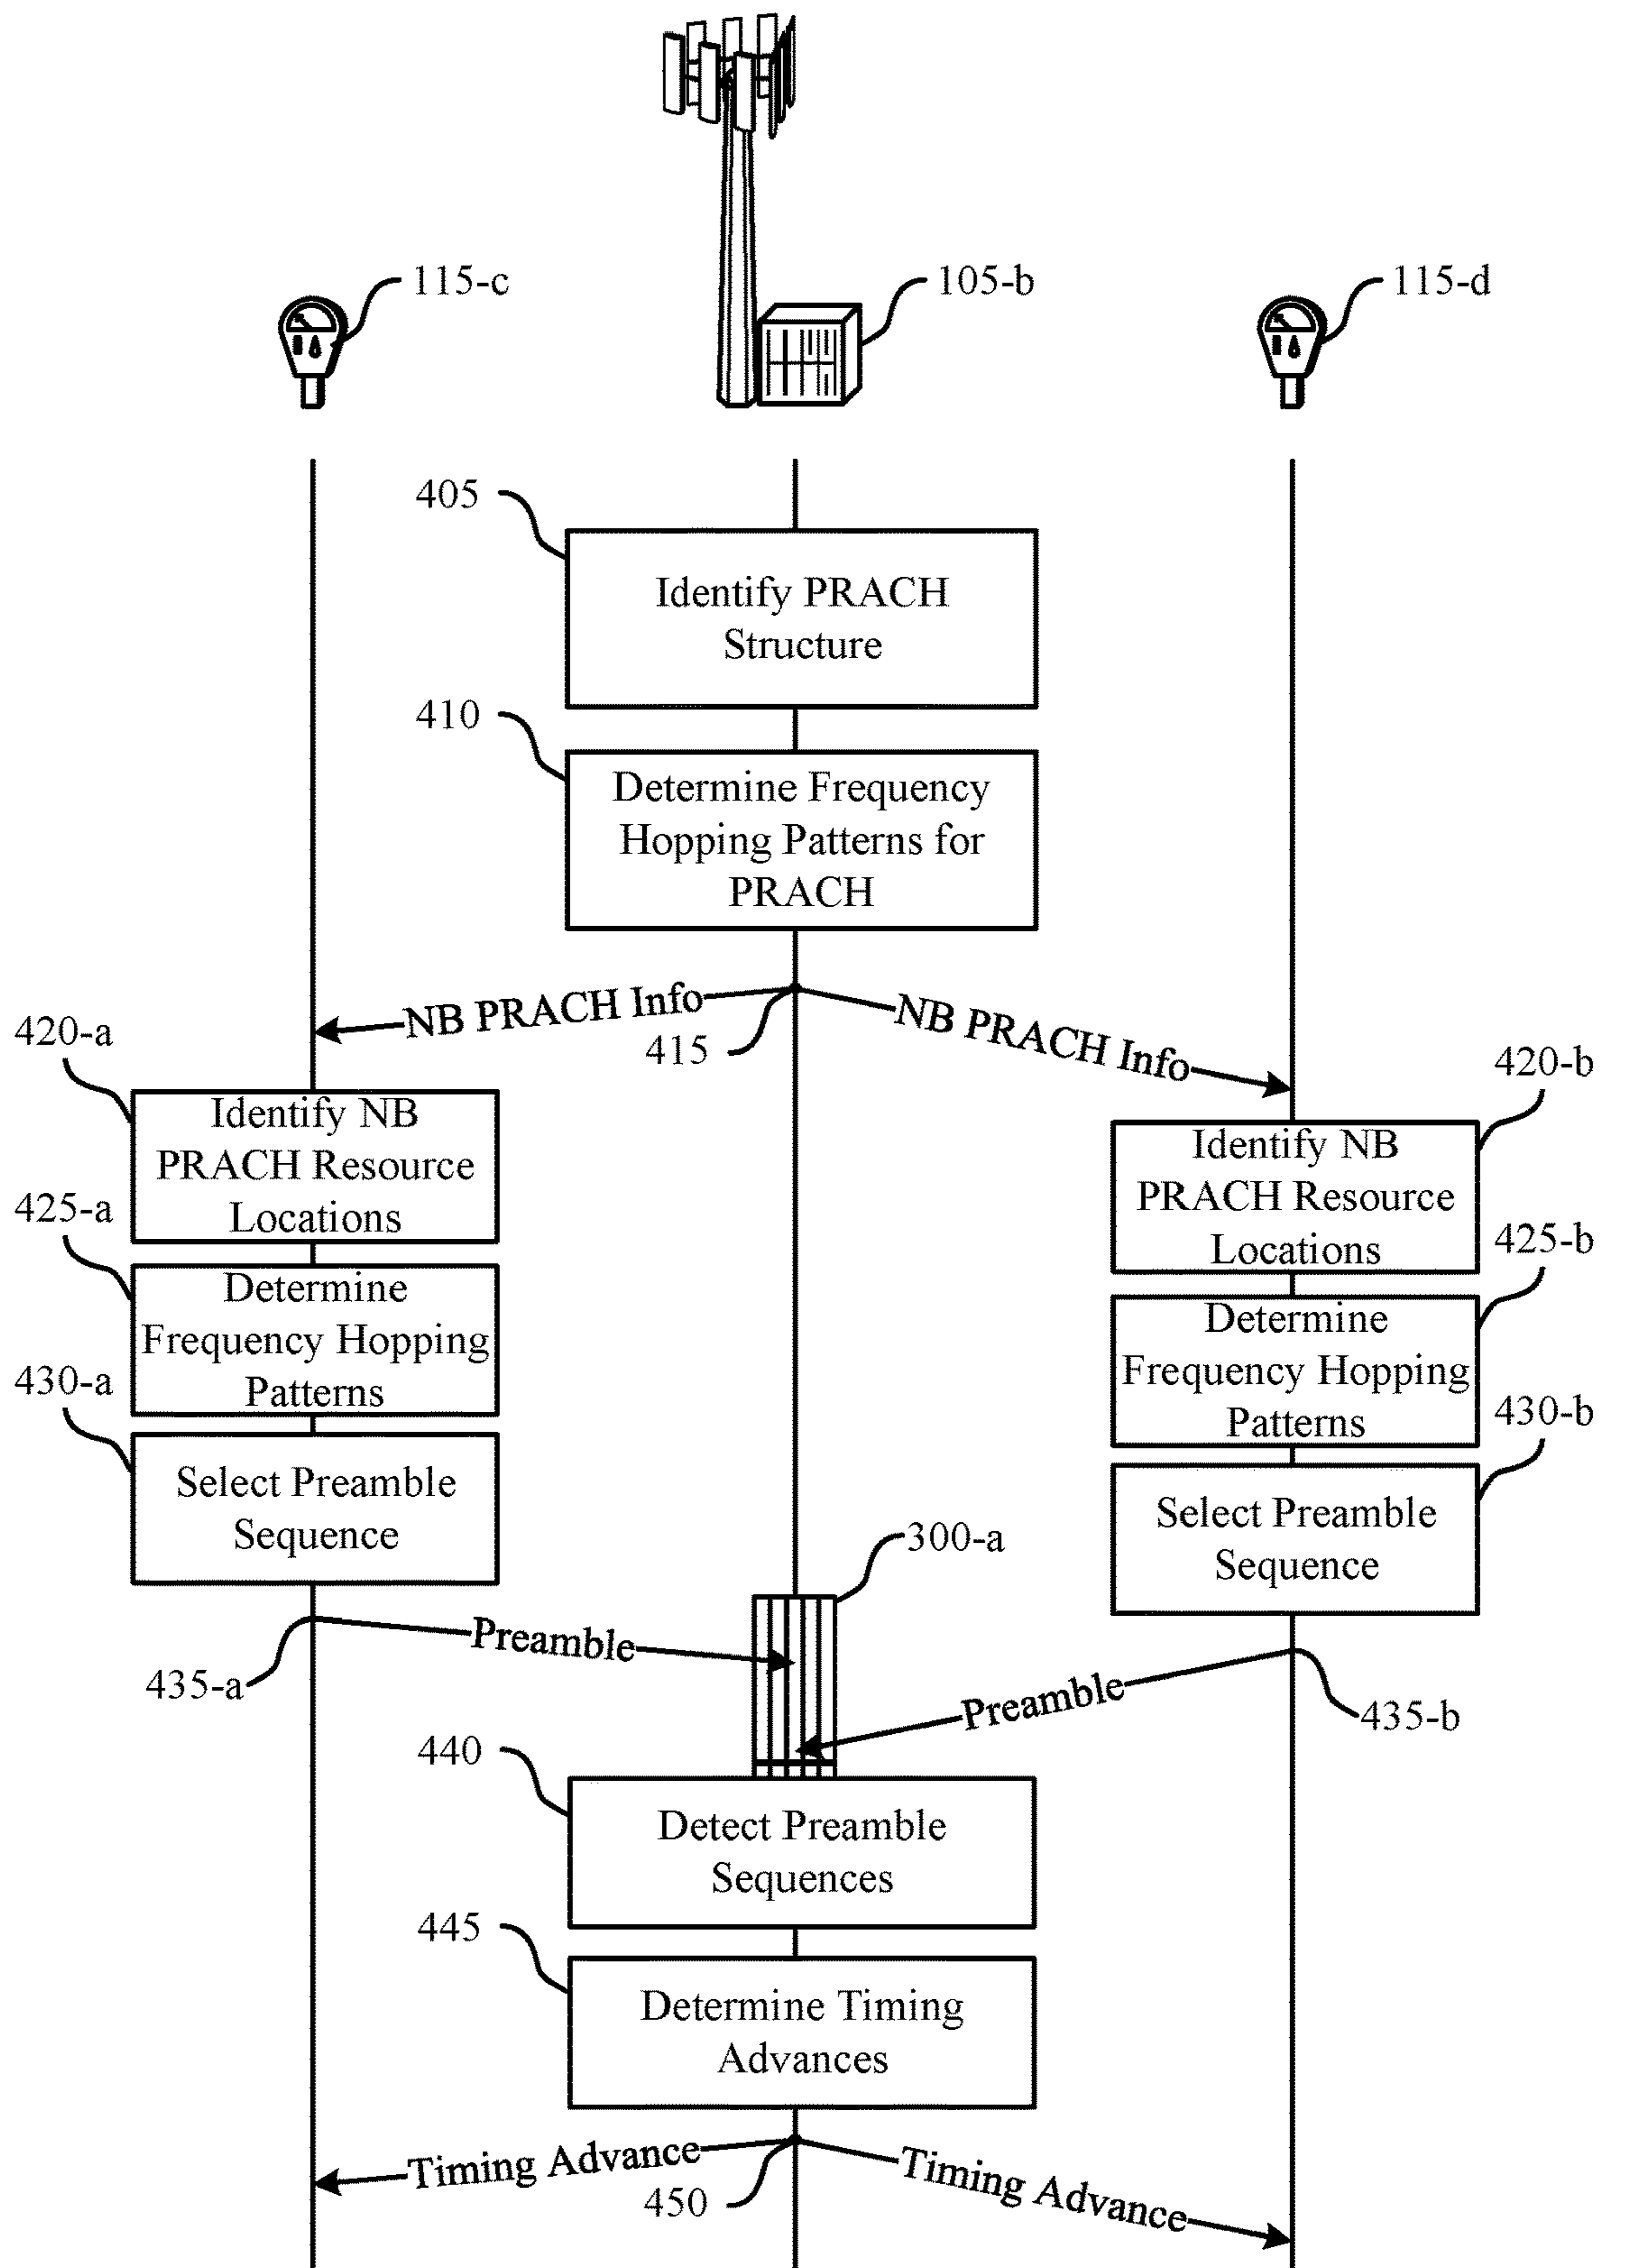 115-c
105-b
115-d
405
Identify PRACH
Structure
410
Determine Frequency
Hopping Patterns for
PRACH
NB PRACH Info
NB PRACH Info
415
420-a
Identify NB
PRACH Resource
Locations
420-b
Identify NB
PRACH Resource
Locations
425-a
Determine
Frequency Hopping
Patterns
425-b
Determine
Frequency Hopping
Patterns
430-a
Select Preamble
Sequence
430-b
Select Preamble
Sequence
300-a
Preamble
435-a
Preamble
435-b
440
Detect Preamble
Sequences
445
Determine Timing
Advances
Timing Advance
Timing Advance
450